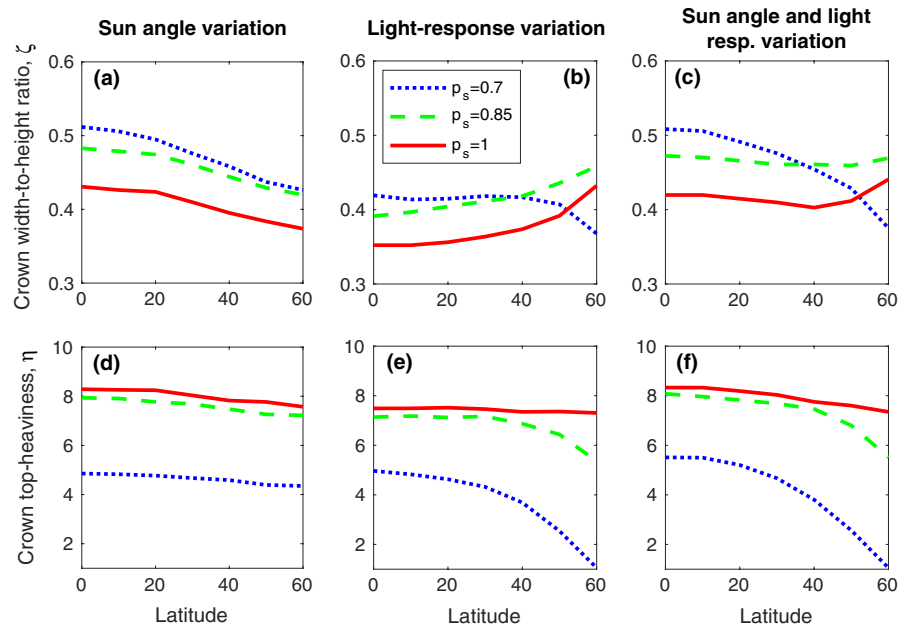 Sun angle variation
Light-response variation
Sun angle and light
resp. variation
Crown width-to-height ratio, ζ
0.6
0.5
0.4
0.3
(a)
0 20 40 60
0.6
0.5
0.4
0.3
(b)
p_s=0.7
p_s=0.85
p_s=1
0 20 40 60
0.6
0.5
0.4
0.3
(c)
0 20 40 60
Crown top-heaviness, η
10
8
6
4
2
(d)
0 20 40 60
Latitude
10
8
6
4
2
(e)
0 20 40 60
Latitude
10
8
6
4
2
(f)
0 20 40 60
Latitude